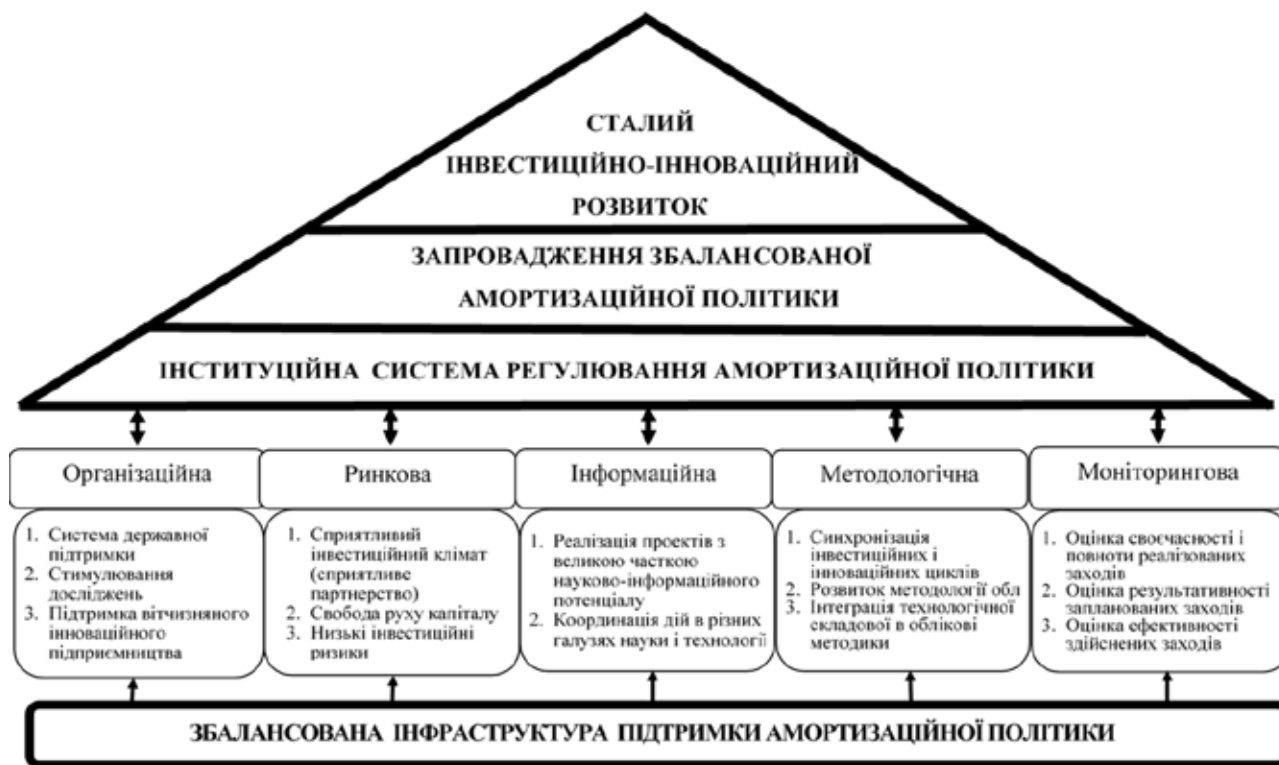 СТАЛИЙ
ІНВЕСТИЦІЙНО-ІННОВАЦІЙНИЙ
РОЗВИТОК
ЗАПРОВАДЖЕННЯ ЗБАЛАНСОВАНОЇ
АМОРТИЗАЦІЙНОЇ ПОЛІТИКИ
ІНСТИТУЦІЙНА СИСТЕМА РЕГУЛЮВАННЯ АМОРТИЗАЦІЙНОЇ ПОЛІТИКИ
Організаційна
1. Система державної
підтримки
2. Стимулювання
досліджень
3. Підтримка вітчизняного
інноваційного
підприємництва
Ринкова
1. Сприятливий
інвестиційний клімат
(сприятливе
партнерство)
2. Свобода руху капіталу
3. Низькі інвестиційні
ризики
Інформаційна
1. Реалізація проектів з
великою часткою
науково-інформаційного
потенціалу
2. Координація дій в різних
галузях науки і технології
Методологічна
1. Синхронізація
інвестиційних і
інноваційних циклів
2. Розвиток методології обл
3. Інтеграція технологічної
складової в облікові
методики
Моніторингова
1. Оцінка своєчасності і
повноти реалізованих
заходів
2. Оцінка результативності
запланованих заходів
3. Оцінка ефективності
здійснених заходів
ЗБАЛАНСОВАНА ІНФРАСТРУКТУРА ПІДТРИМКИ АМОРТИЗАЦІЙНОЇ ПОЛІТИКИ